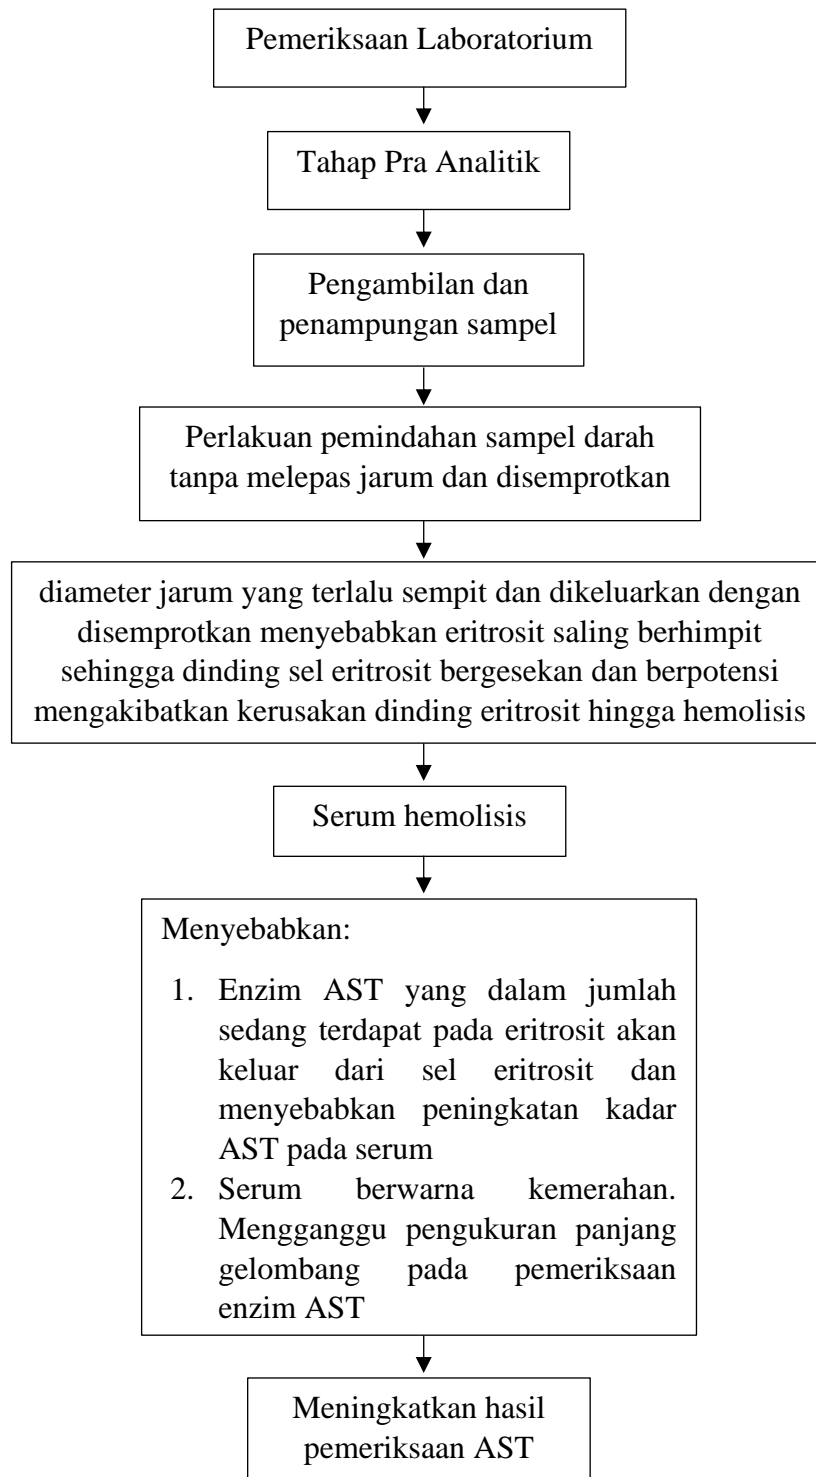 Pemeriksaan Laboratorium
Tahap Pra Analitik
Pengambilan dan
penampungan sampel
Perlakuan pemindahan sampel darah
tanpa melepas jarum dan disemprotkan
diameter jarum yang terlalu sempit dan dikeluarkan dengan
disemprotkan menyebabkan eritrosit saling berhimpit
sehingga dinding sel eritrosit bergesekan dan berpotensi
mengakibatkan kerusakan dinding eritrosit hingga hemolisis
Serum hemolisis
Menyebabkan:
1. Enzim AST yang dalam jumlah
sedang terdapat pada eritrosit akan
keluar dari sel eritrosit dan
menyebabkan peningkatan kadar
AST pada serum
2. Serum berwarna kemerahan.
Mengganggu pengukuran panjang
gelombang pada pemeriksaan
enzim AST
Meningkatkan hasil
pemeriksaan AST